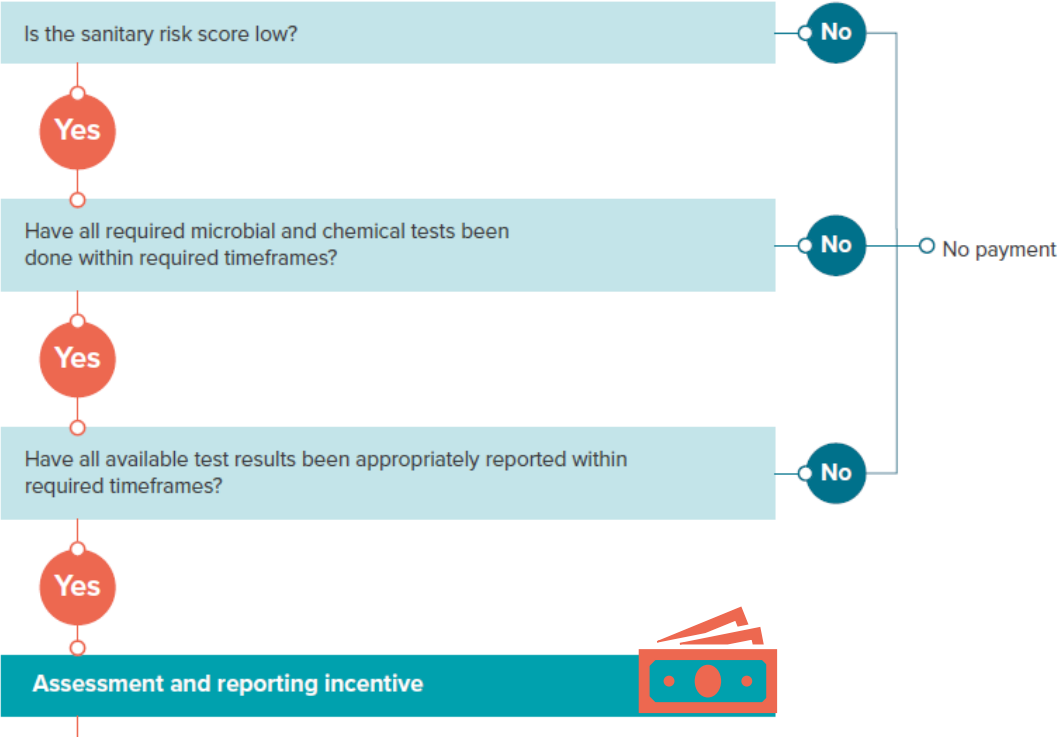 Is the sanitary risk score low?
No
Yes
Have all required microbial and chemical tests been
done within required timeframes?
No
No payment
Yes
Have all available test results been appropriately reported within
required timeframes?
No
Yes
Assessment and reporting incentive